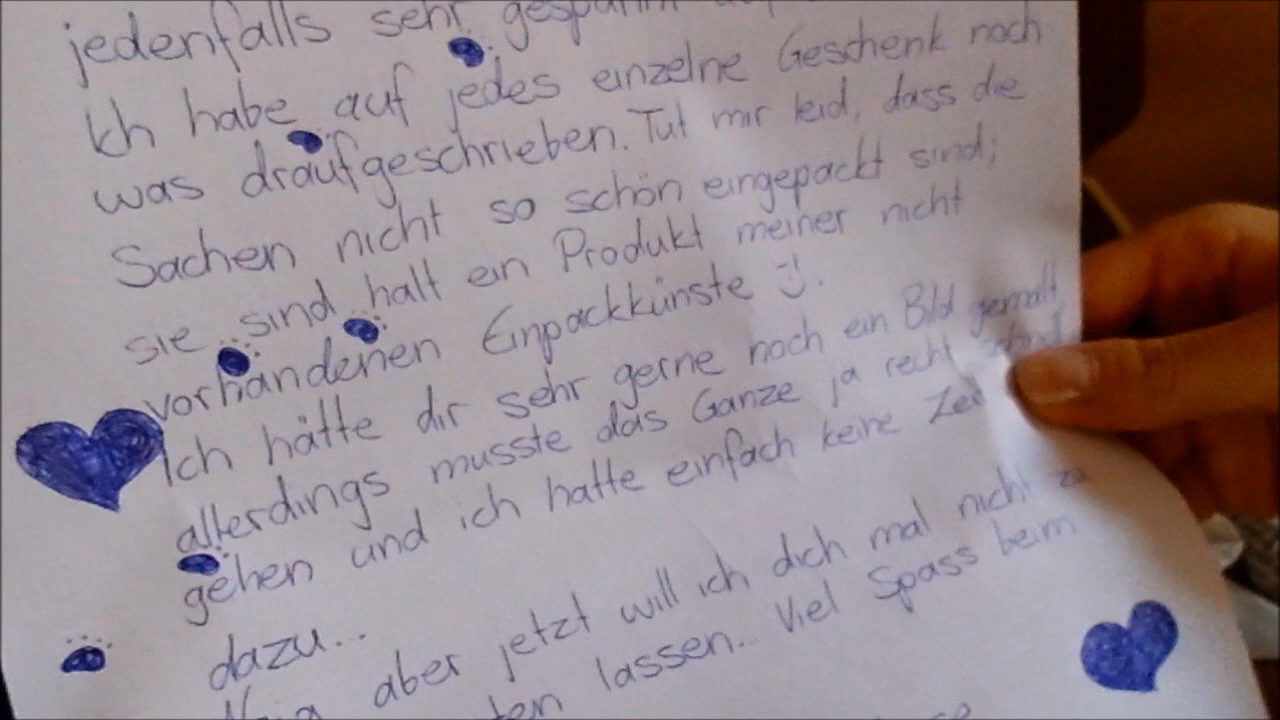 jedenfalls sehr gespannt
Ich habe auf jedes einzelne Geschenk noch
was draufgeschrieben. Tut mir leid, dass die
Sachen nicht so schön eingepackt sind;
sie sind halt ein Produkt meiner nicht
vorhandenen Einpackkünste :).
Ich hätte dir sehr gerne noch ein Bild gemalt,
allerdings musste das Ganze ja recht
gehen und ich hatte einfach keine
dazu...
aber jetzt will ich dich mal nicht zu
lassen... Viel Spass beim